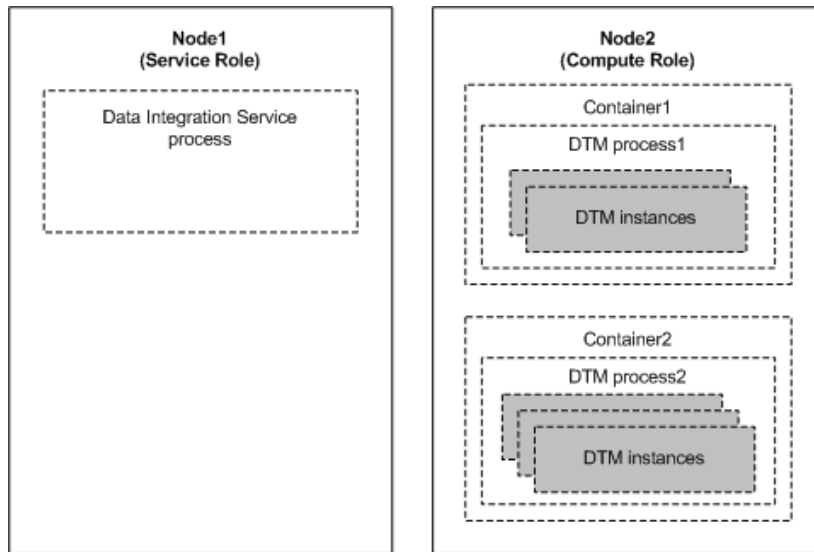 Node1
(Service Role)
Data Integration Service
process
Node2
(Compute Role)
Container1
DTM process1
DTM instances
Container2
DTM process2
DTM instances